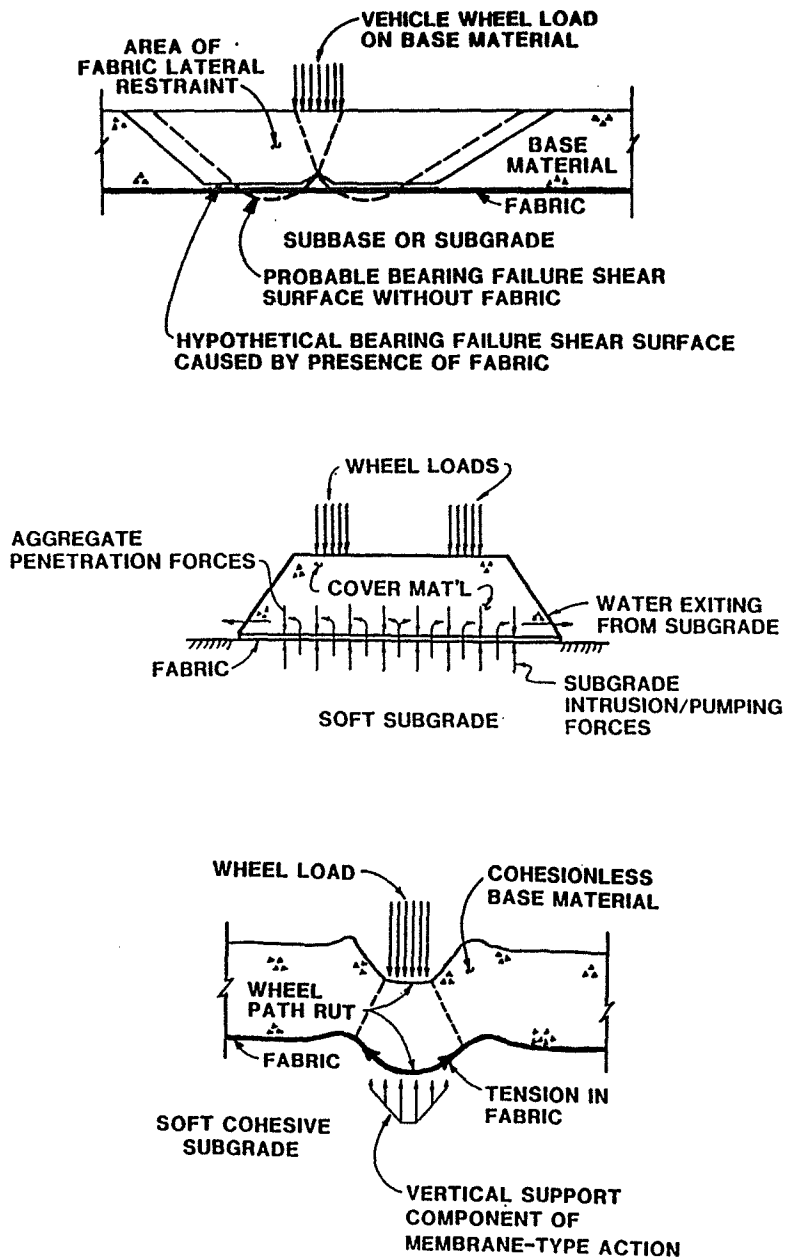 VEHICLE WHEEL LOAD
ON BASE MATERIAL
AREA OF
FABRIC LATERAL
RESTRAINT
BASE
MATERIAL
FABRIC
SUBBASE OR SUBGRADE
PROBABLE BEARING FAILURE SHEAR
SURFACE WITHOUT FABRIC
HYPOTHETICAL BEARING FAILURE SHEAR SURFACE
CAUSED BY PRESENCE OF FABRIC
WHEEL LOADS
AGGREGATE
PENETRATION FORCES
COVER MAT'L
WATER EXITING
FROM SUBGRADE
FABRIC
SUBGRADE
INTRUSION/PUMPING
FORCES
SOFT SUBGRADE
WHEEL LOAD
COHESIONLESS
BASE MATERIAL
WHEEL
PATH RUT
FABRIC
TENSION IN
FABRIC
SOFT COHESIVE
SUBGRADE
VERTICAL SUPPORT
COMPONENT OF
MEMBRANE-TYPE ACTION